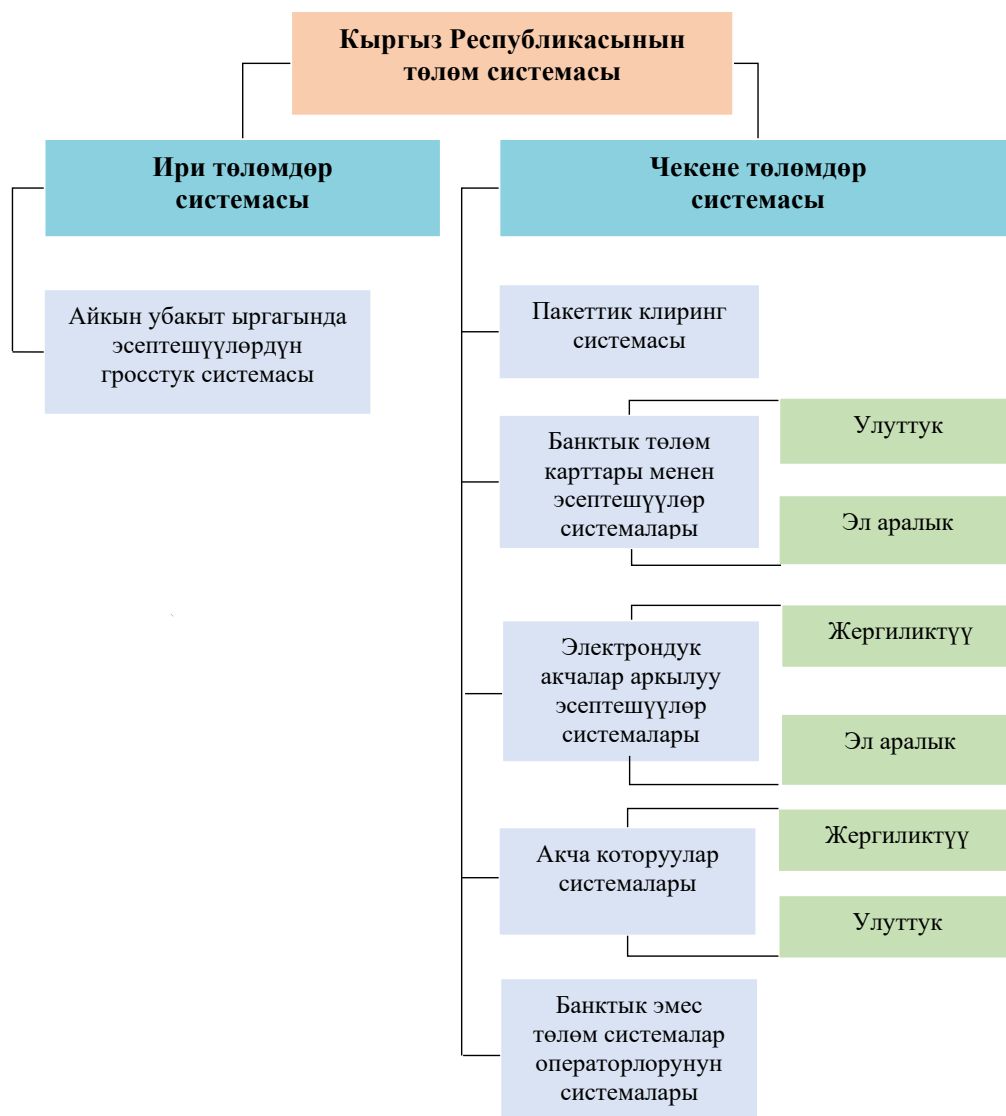 Кыргыз Республикасынын
төлөм системасы
Ири төлөмдөр
системасы
Чекене төлөмдөр
системасы
Айкын убакыт ыргагында
эсептешүүлөрдүн
гросстук системасы
Пакеттик клиринг
системасы
Банктык төлөм
карттары менен
эсептешүүлөр
системалары
Улуттук
Эл аралык
Электрондук
акчалар аркылуу
эсептешүүлөр
системалары
Жергиликтүү
Эл аралык
Акча которуулар
системалары
Жергиликтүү
Улуттук
Банктык эмес
төлөм системалар
операторлорунун
системалары